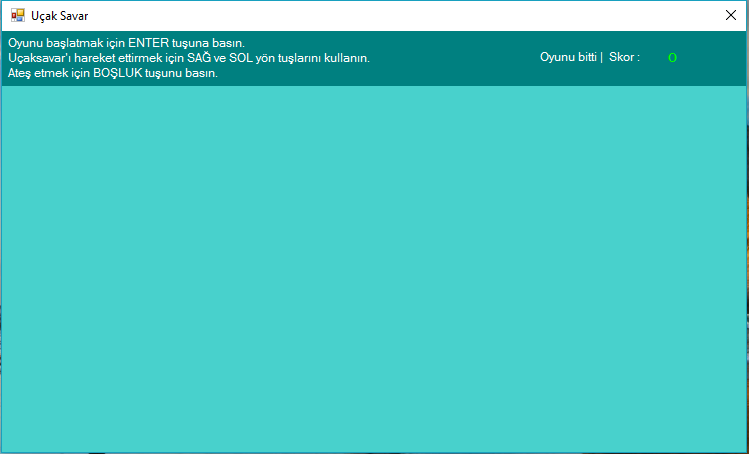 Uçak Savar
Oyunu başlatmak için ENTER tuşuna basın.
Uçaksavar'ı hareket ettirmek için SAĞ ve SOL yön tuşlarını kullanın.
Ateş etmek için BOŞLUK tuşunu basın.
Oyunu bitti | Skor : 0